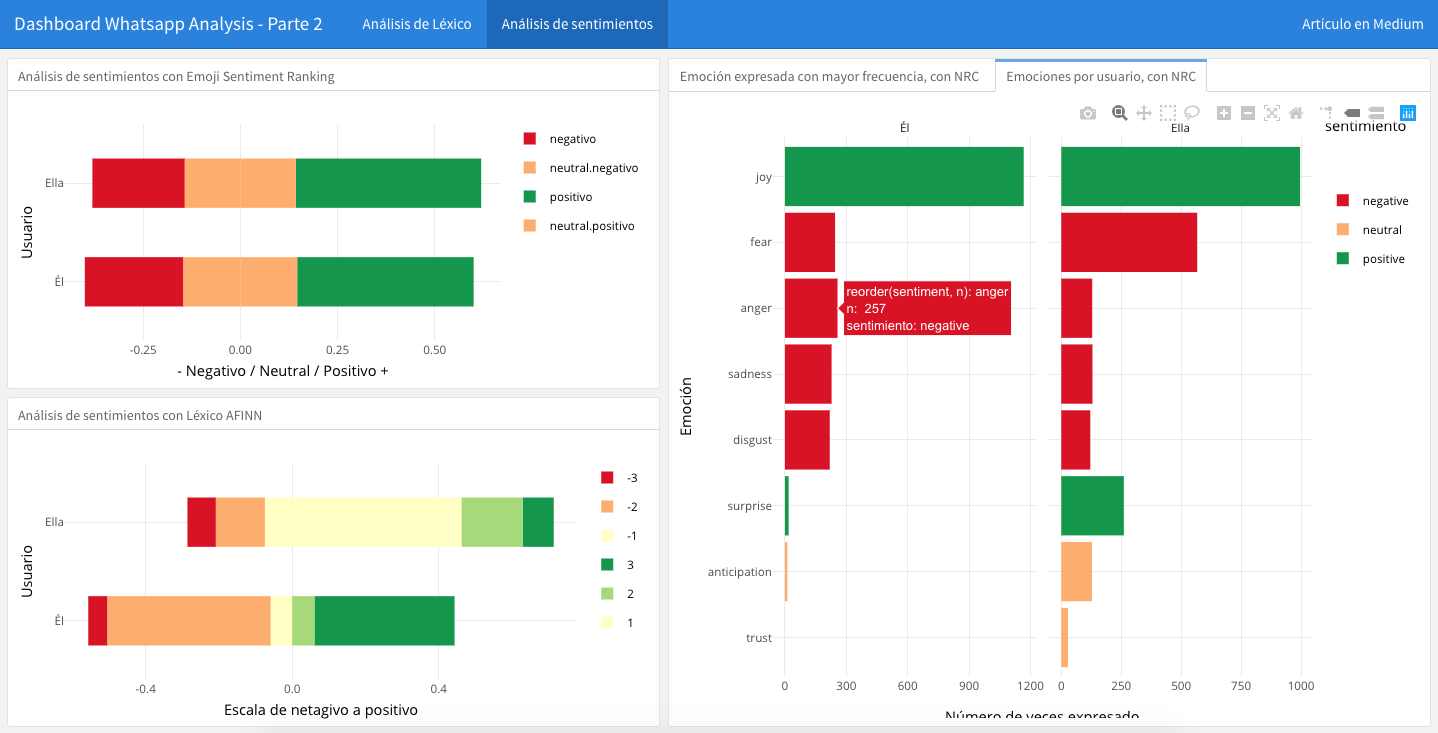 Dashboard Whatsapp Analysis - Parte 2
Análisis de Léxico
Análisis de sentimientos
Artículo en Medium
Análisis de sentimientos con Emoji Sentiment Ranking
Usuario
Ella
Él
-0.25
0.00
0.25
0.50
- Negativo / Neutral / Positivo +
negativo
neutral.negativo
positivo
neutral.positivo
Análisis de sentimientos con Léxico AFINN
Usuario
Ella
Él
-0.4
0.0
0.4
Escala de netagivo a positivo
-3
-2
-1
3
2
1
Emoción expresada con mayor frecuencia, con NRC
Emociones por usuario, con NRC
Él
Ella
sentimiento
negative
neutral
positive
Emoción
joy
fear
anger
sadness
disgust
surprise
anticipation
trust
reorder(sentiment, n): anger
n: 257
sentimiento: negative
0
300
600
900
1200
0
250
500
750
1000
Número de veces expresado